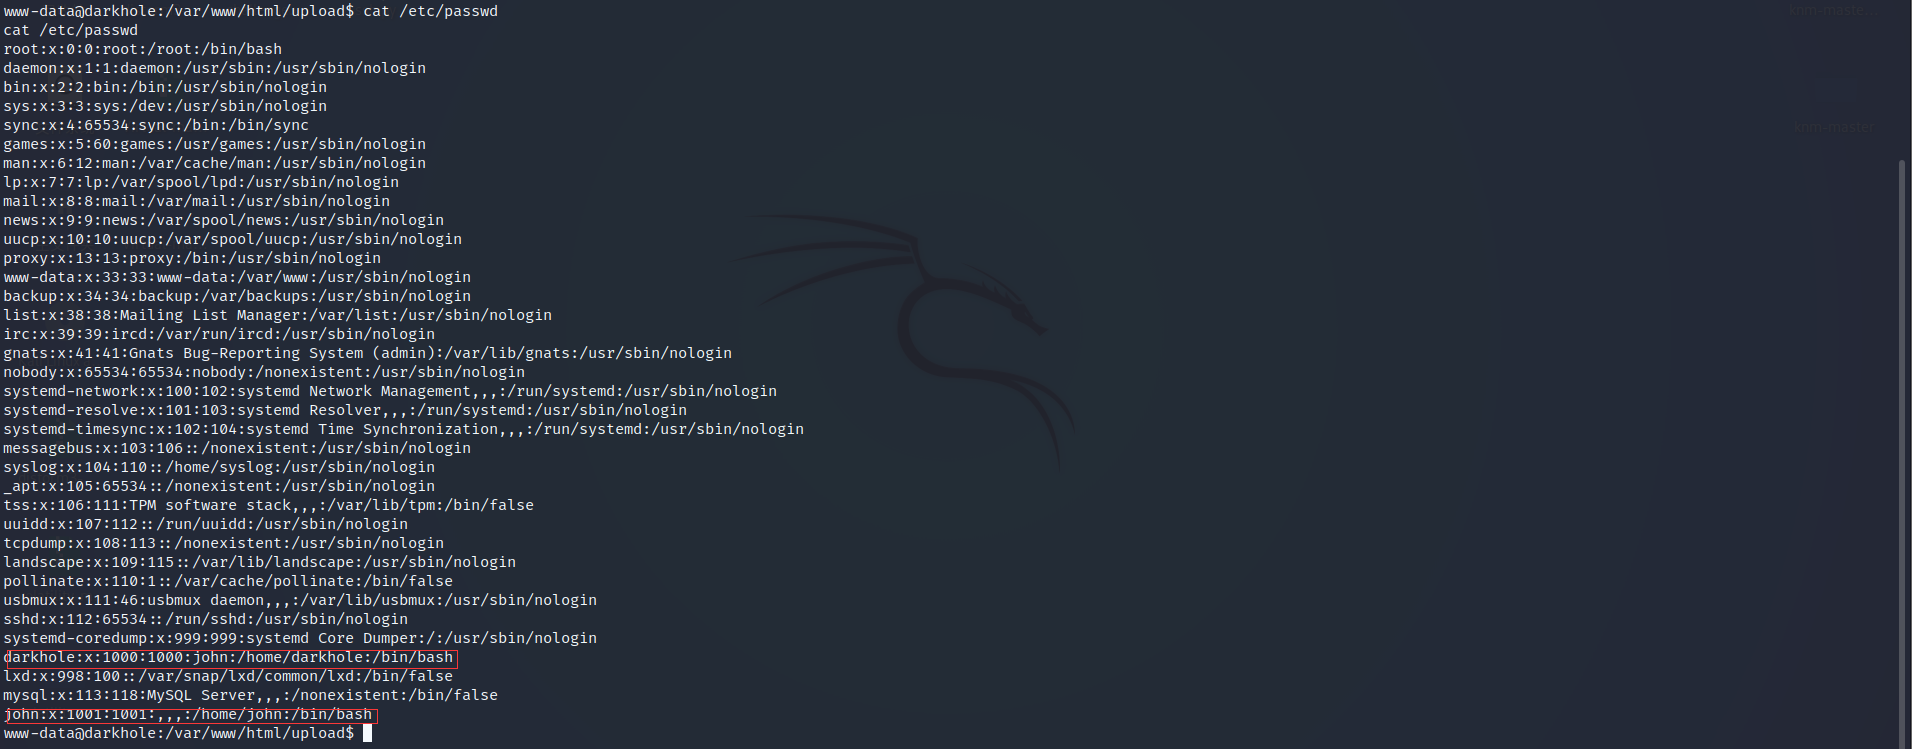 www-data@darkhole:/var/www/html/upload$ cat /etc/passwd
cat /etc/passwd
root:x:0:0:root:/root:/bin/bash
daemon:x:1:1:daemon:/usr/sbin:/usr/sbin/nologin
bin:x:2:2:bin:/bin:/usr/sbin/nologin
sys:x:3:3:sys:/dev:/usr/sbin/nologin
sync:x:4:65534:sync:/bin:/bin/sync
games:x:5:60:games:/usr/games:/usr/sbin/nologin
man:x:6:12:man:/var/cache/man:/usr/sbin/nologin
lp:x:7:7:lp:/var/spool/lpd:/usr/sbin/nologin
mail:x:8:8:mail:/var/mail:/usr/sbin/nologin
news:x:9:9:news:/var/spool/news:/usr/sbin/nologin
uucp:x:10:10:uucp:/var/spool/uucp:/usr/sbin/nologin
proxy:x:13:13:proxy:/bin:/usr/sbin/nologin
www-data:x:33:33:www-data:/var/www:/usr/sbin/nologin
backup:x:34:34:backup:/var/backups:/usr/sbin/nologin
list:x:38:38:Mailing List Manager:/var/list:/usr/sbin/nologin
irc:x:39:39:ircd:/var/run/ircd:/usr/sbin/nologin
gnats:x:41:41:Gnats Bug-Reporting System (admin):/var/lib/gnats:/usr/sbin/nologin
nobody:x:65534:65534:nobody:/nonexistent:/usr/sbin/nologin
systemd-network:x:100:102:systemd Network Management,,,:/run/systemd:/usr/sbin/nologin
systemd-resolve:x:101:103:systemd Resolver,,,:/run/systemd:/usr/sbin/nologin
systemd-timesync:x:102:104:systemd Time Synchronization,,,:/run/systemd:/usr/sbin/nologin
messagebus:x:103:106::/nonexistent:/usr/sbin/nologin
syslog:x:104:110::/home/syslog:/usr/sbin/nologin
_apt:x:105:65534::/nonexistent:/usr/sbin/nologin
tss:x:106:111:TPM software stack,,,:/var/lib/tpm:/bin/false
uuidd:x:107:112::/run/uuidd:/usr/sbin/nologin
tcpdump:x:108:113::/nonexistent:/usr/sbin/nologin
landscape:x:109:115::/var/lib/landscape:/usr/sbin/nologin
pollinate:x:110:1::/var/cache/pollinate:/bin/false
usbmux:x:111:46:usbmux daemon,,,:/var/lib/usbmux:/usr/sbin/nologin
sshd:x:112:65534::/run/sshd:/usr/sbin/nologin
systemd-coredump:x:999:999:systemd Core Dumper:/:/usr/sbin/nologin
darkhole:x:1000:1000:john:/home/darkhole:/bin/bash
lxd:x:998:100::/var/snap/lxd/common/lxd:/bin/false
mysql:x:113:118:MySQL Server,,,:/nonexistent:/bin/false
john:x:1001:1001:,,,:/home/john:/bin/bash
www-data@darkhole:/var/www/html/upload$